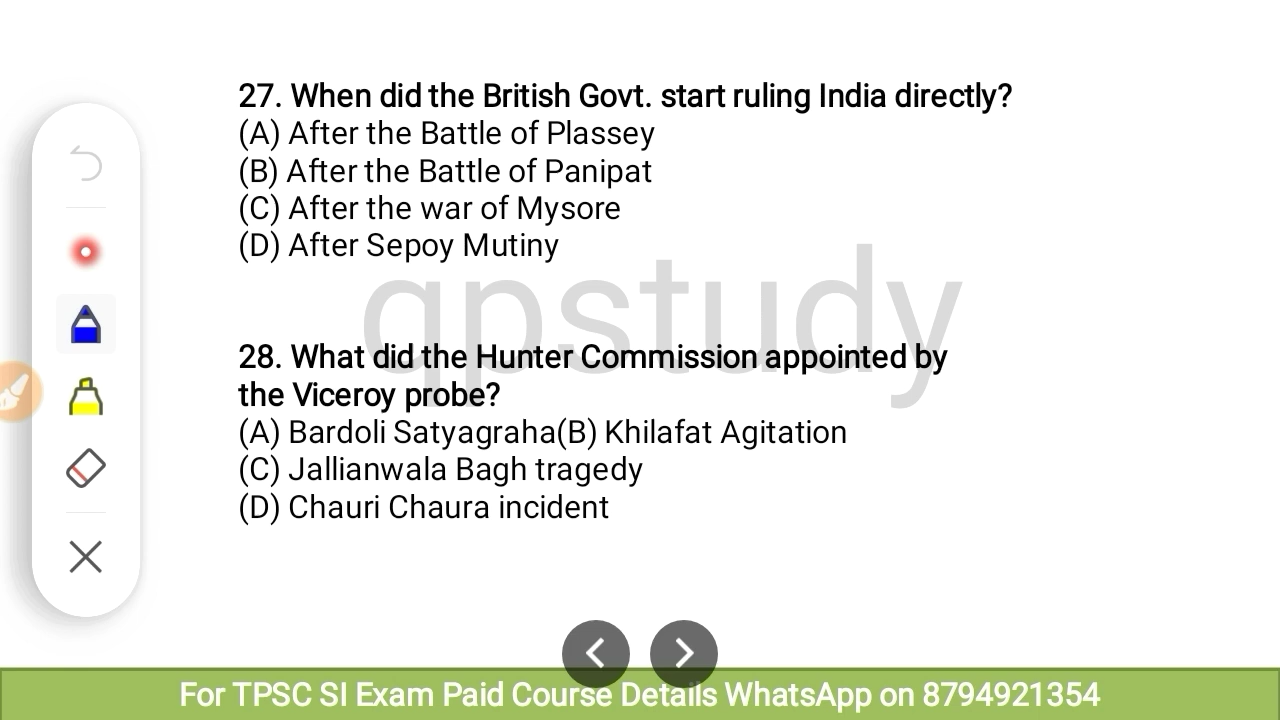 27. When did the British Govt. start ruling India directly?
(A) After the Battle of Plassey
(B) After the Battle of Panipat
(C) After the war of Mysore
(D) After Sepoy Mutiny
qpstudy
28. What did the Hunter Commission appointed by
the Viceroy probe?
(A) Bardoli Satyagraha(B) Khilafat Agitation
(C) Jallianwala Bagh tragedy
(D) Chauri Chaura incident
For TPSC SI Exam Paid Course Details WhatsApp on 8794921354